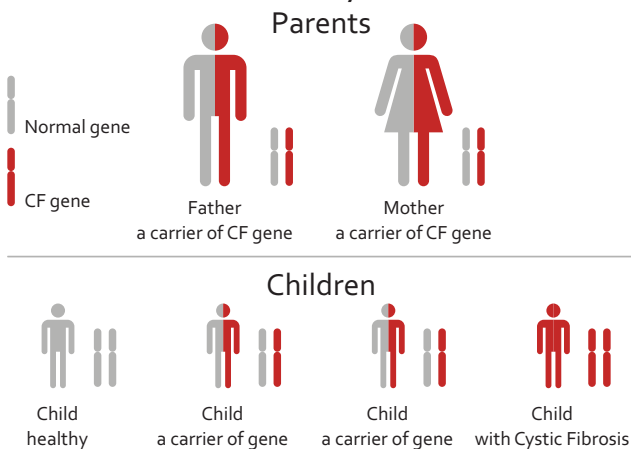 Parents
Normal gene
CF gene
Father
a carrier of CF gene
Mother
a carrier of CF gene
Children
Child
healthy
Child
a carrier of gene
Child
a carrier of gene
Child
with Cystic Fibrosis